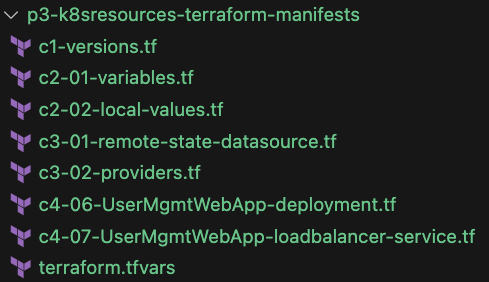 p3-k8sresources-terraform-manifests
c1-versions.tf
c2-01-variables.tf
c2-02-local-values.tf
c3-01-remote-state-datasource.tf
c3-02-providers.tf
c4-06-UserMgmtWebApp-deployment.tf
c4-07-UserMgmtWebApp-loadbalancer-service.tf
terraform.tfvars